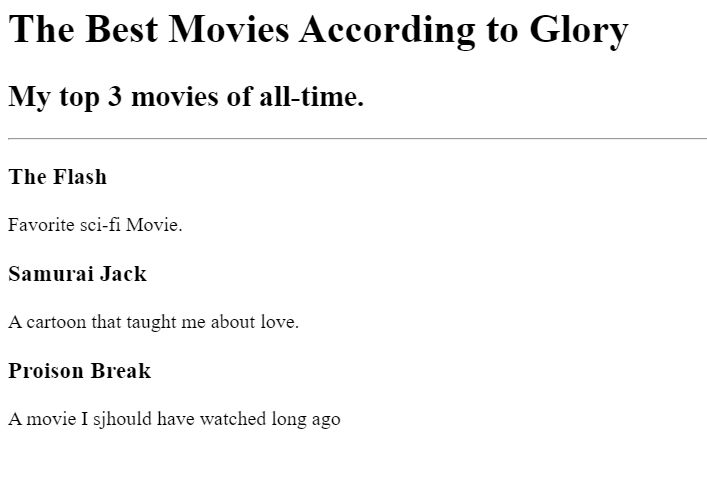 The Best Movies According to Glory
My top 3 movies of all-time.
The Flash
Favorite sci-fi Movie.
Samurai Jack
A cartoon that taught me about love.
Proison Break
A movie I sjhould have watched long ago